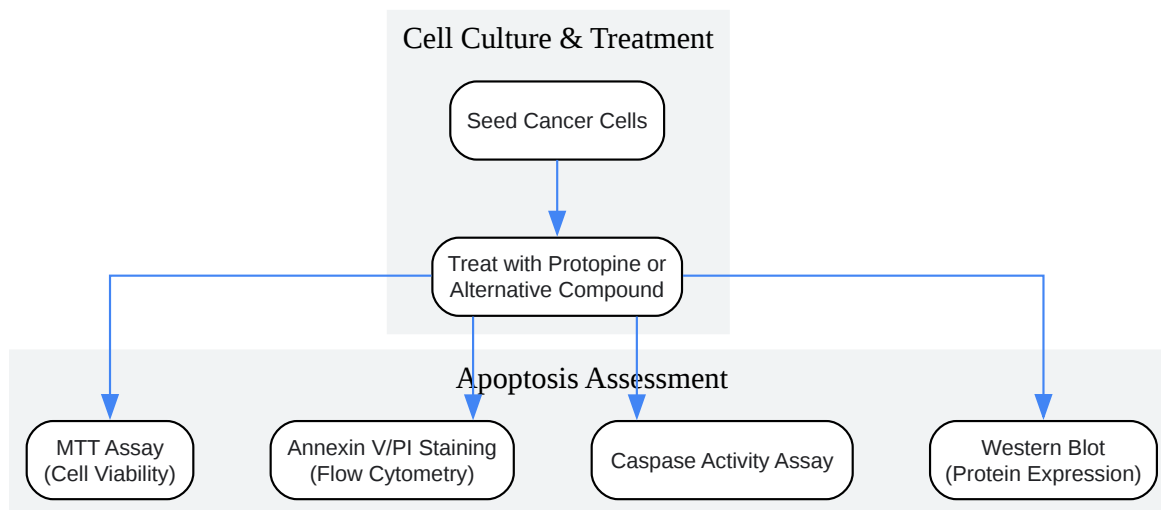 Cell Culture & Treatment
Seed Cancer Cells
Treat with Protopine or
Alternative Compound
Apoptosis Assessment
MTT Assay
(Cell Viability)
Annexin V/PI Staining
(Flow Cytometry)
Caspase Activity Assay
Western Blot
(Protein Expression)